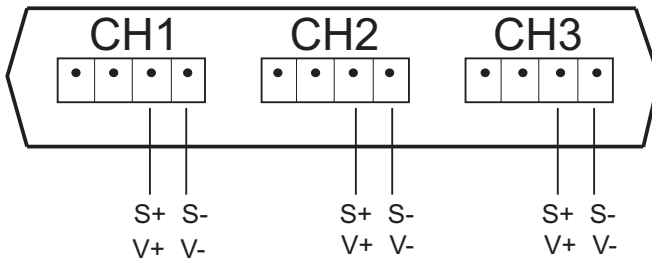 CH1 CH2 CH3
S+ S- S+ S- S+ S-
V+ V- V+ V- V+ V-